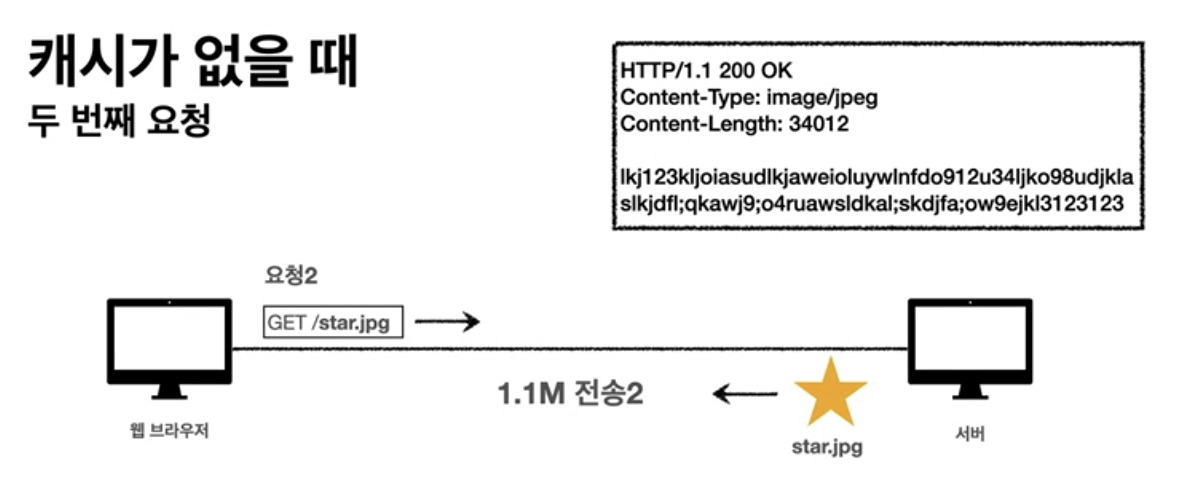 캐시가 없을 때
두 번째 요청
HTTP/1.1 200 OK
Content-Type: image/jpeg
Content-Length: 34012
lkj123kljoiasudlkjaweioluywlnfdo912u34ljko98udjkla
slkjdfl;qkawj9;o4ruawsldkal;skdjfa;ow9ejkl3123123
요청2
GET /star.jpg
1.1M 전송2
star.jpg
웹 브라우저
서버